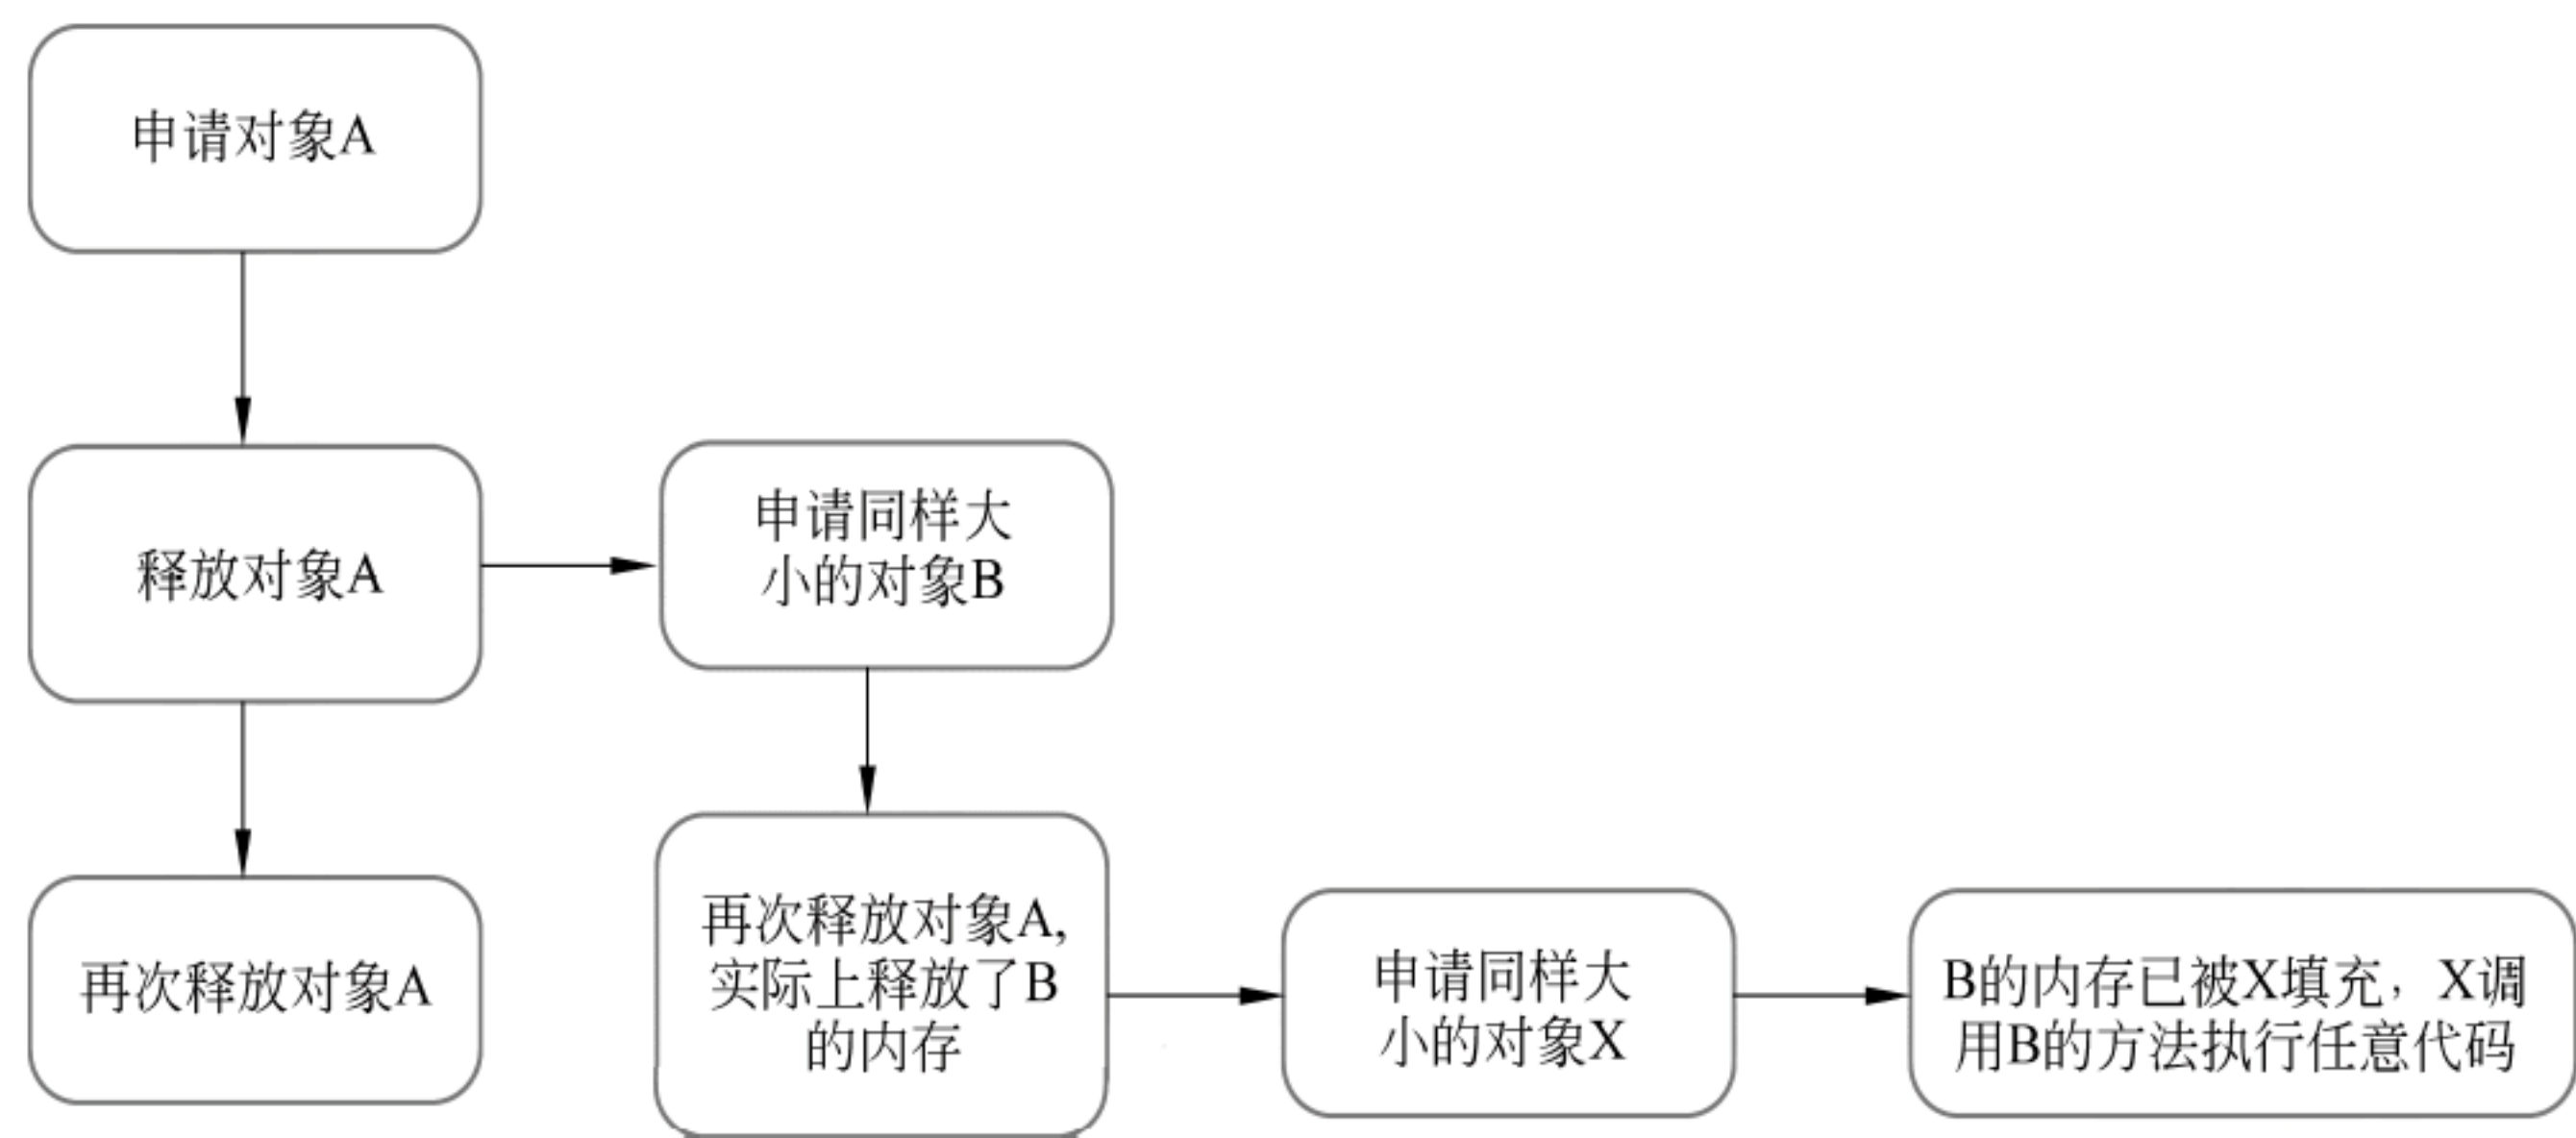 申请对象A
释放对象A
申请同样大
小的对象B
再次释放对象A
再次释放对象A,
实际上释放了B
的内存
申请同样大
小的对象X
B的内存已被X填充，X调
用B的方法执行任意代码